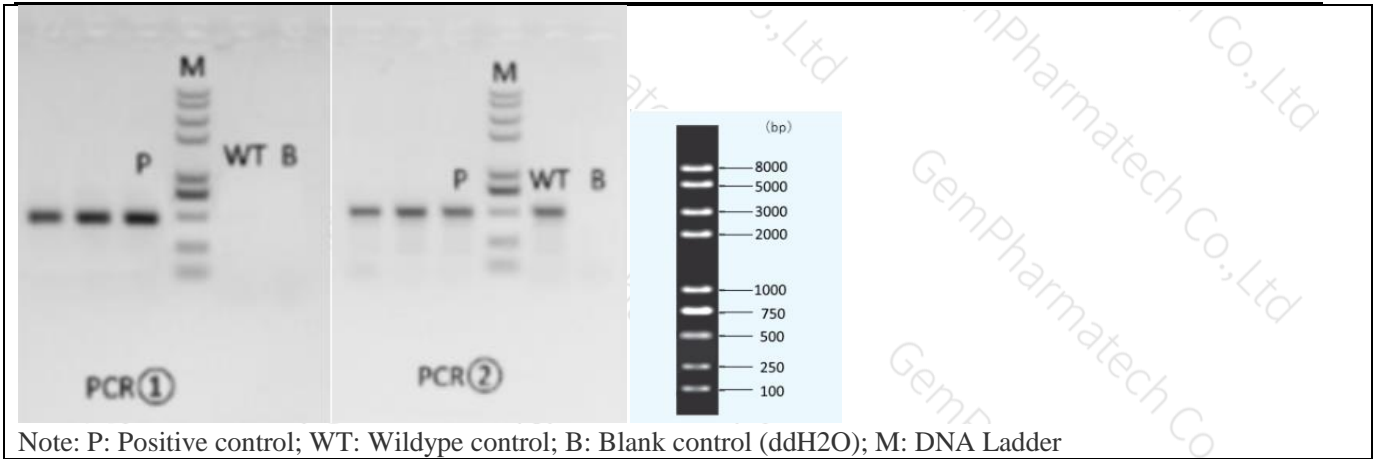 M
P
WT B
PCR①
M
P
WT B
PCR②
(bp)
8000
5000
3000
2000
1000
750
500
250
100
Note: P: Positive control; WT: Wildype control; B: Blank control (ddH2O); M: DNA Ladder
Co.,Ltd
GemPharmatech Co.,Ltd
GemPharmatech Co.,Ltd